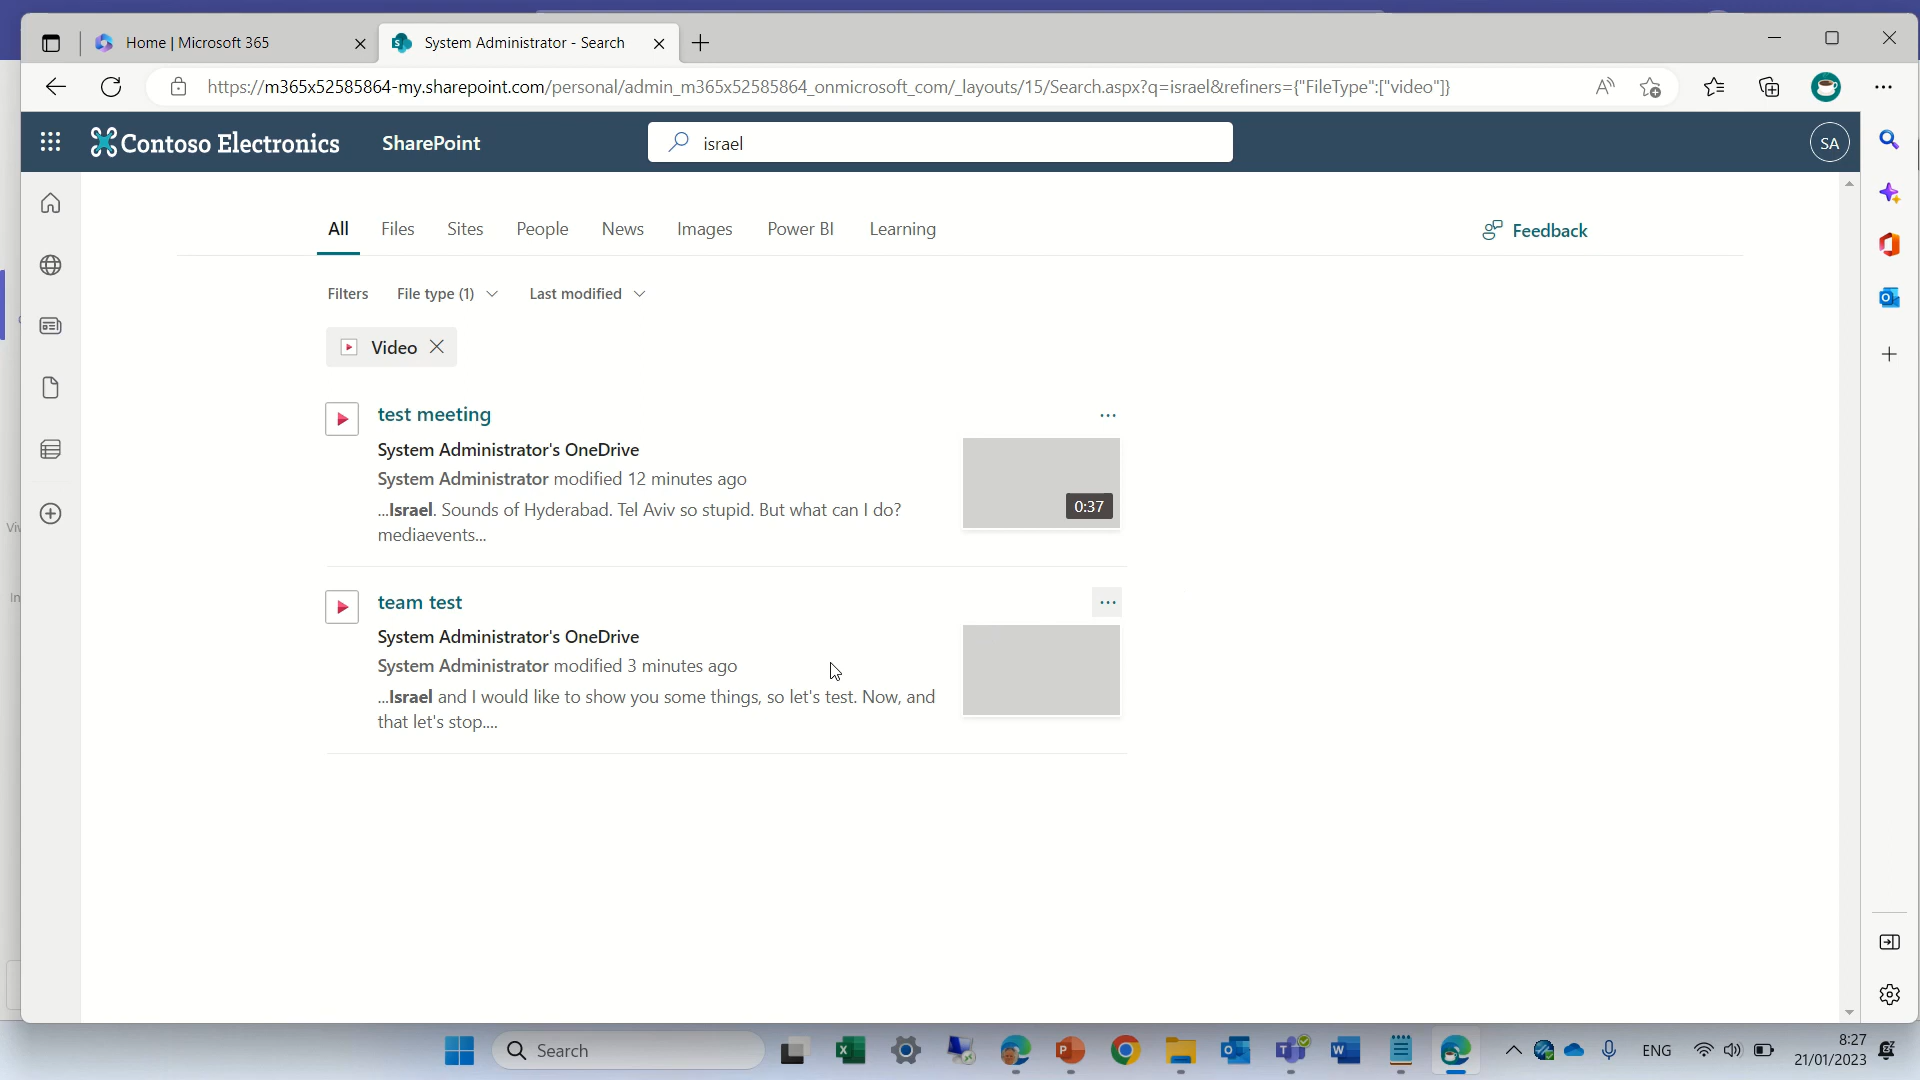 Home | Microsoft 365
System Administrator - Search
https://m365x52585864-my.sharepoint.com/personal/admin_m365x52585864_onmicrosoft_com/_layouts/15/Search.aspx?q=israel&refiners={"FileType":["video"]}
Contoso Electronics
SharePoint
israel
SA
All
Files
Sites
People
News
Images
Power BI
Learning
Feedback
Filters
File type (1)
Last modified
Video
test meeting
System Administrator's OneDrive
System Administrator modified 12 minutes ago
...Israel. Sounds of Hyderabad. Tel Aviv so stupid. But what can I do?
mediaevents...
0:37
team test
System Administrator's OneDrive
System Administrator modified 3 minutes ago
...Israel and I would like to show you some things, so let's test. Now, and
that let's stop....
Search
ENG
8:27
21/01/2023